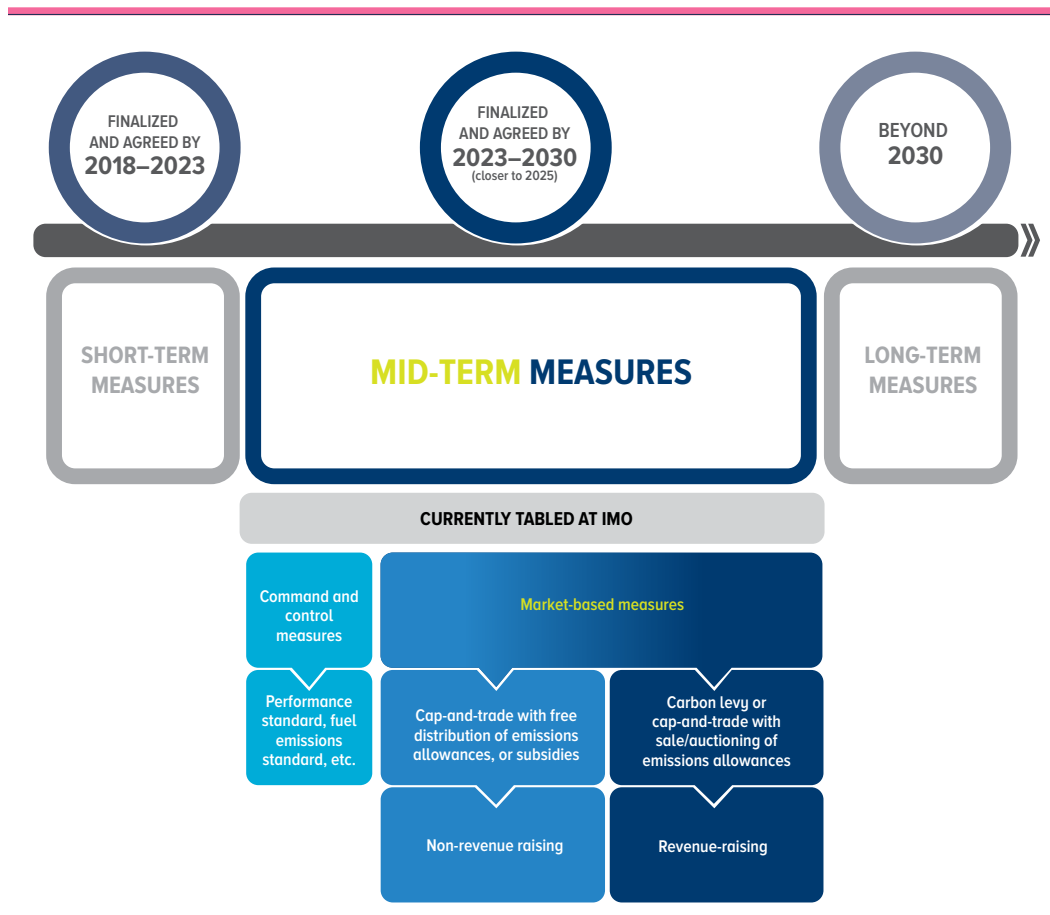 FINALIZED
AND AGREED BY
2018–2023
FINALIZED
AND AGREED BY
2023–2030
(closer to 2025)
BEYOND
2030
SHORT-TERM
MEASURES
MID-TERM MEASURES
LONG-TERM
MEASURES
CURRENTLY TABLED AT IMO
Command and
control
measures
Market-based measures
Performance
standard, fuel
emissions
standard, etc.
Cap-and-trade with free
distribution of emissions
allowances, or subsidies
Carbon levy or
cap-and-trade with
sale/auctioning of
emissions allowances
Non-revenue raising
Revenue-raising